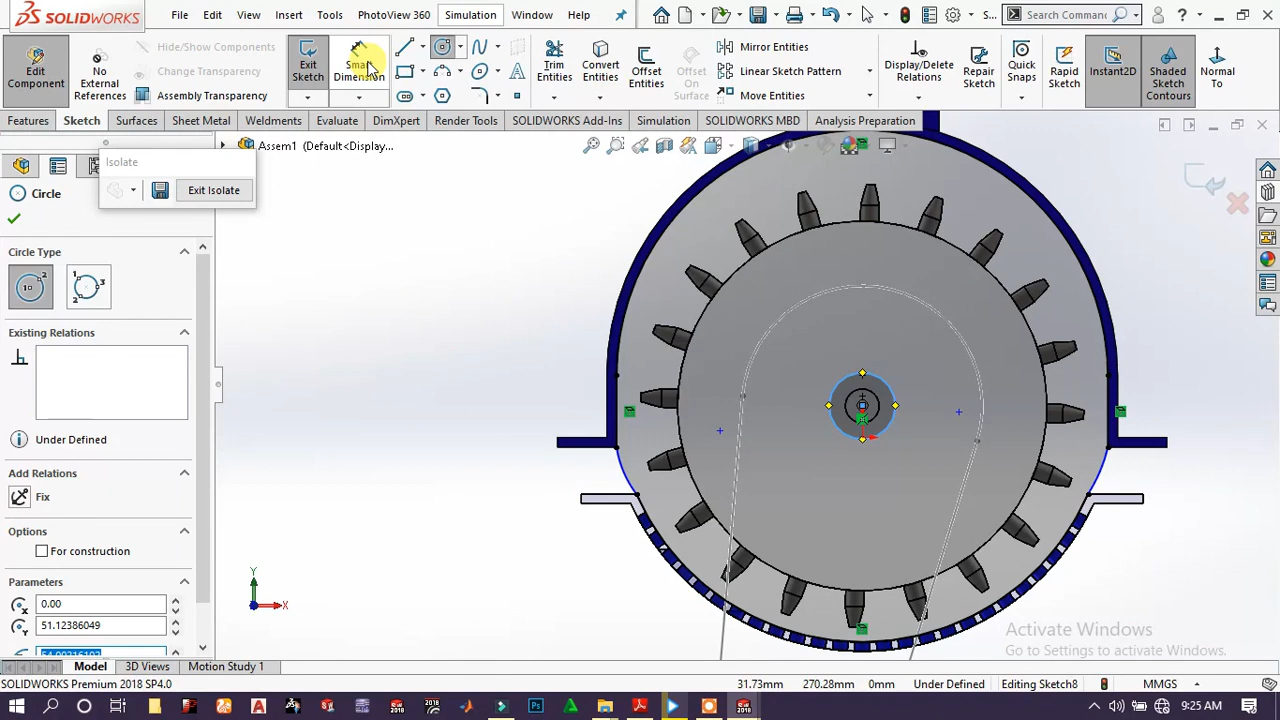 SOLIDWORKS
File
Edit
View
Insert
Tools
PhotoView 360
Simulation
Window
Help
S...
Search Commands
Edit Component
No External References
Hide/Show Components
Change Transparency
Assembly Transparency
Exit Sketch
Smart Dimension
Trim Entities
Convert Entities
Offset Entities
Offset On Surface
Mirror Entities
Linear Sketch Pattern
Move Entities
Display/Delete Relations
Repair Sketch
Quick Snaps
Rapid Sketch
Instant2D
Shaded Sketch Contours
Normal To
Features
Sketch
Surfaces
Sheet Metal
Weldments
Evaluate
DimXpert
Render Tools
SOLIDWORKS Add-Ins
Simulation
SOLIDWORKS MBD
Analysis Preparation
Assem1 (Default<Display...
Isolate
Exit Isolate
Circle
Circle Type
Existing Relations
Under Defined
Add Relations
Fix
Options
For construction
Parameters
0.00
51.12386049
Y
X
Model
3D Views
Motion Study 1
Activate Windows
Go to Settings to activate Windows.
SOLIDWORKS Premium 2018 SP4.0
31.73mm
270.28mm
0mm
Under Defined
Editing Sketch8
MMGS
9:25 AM